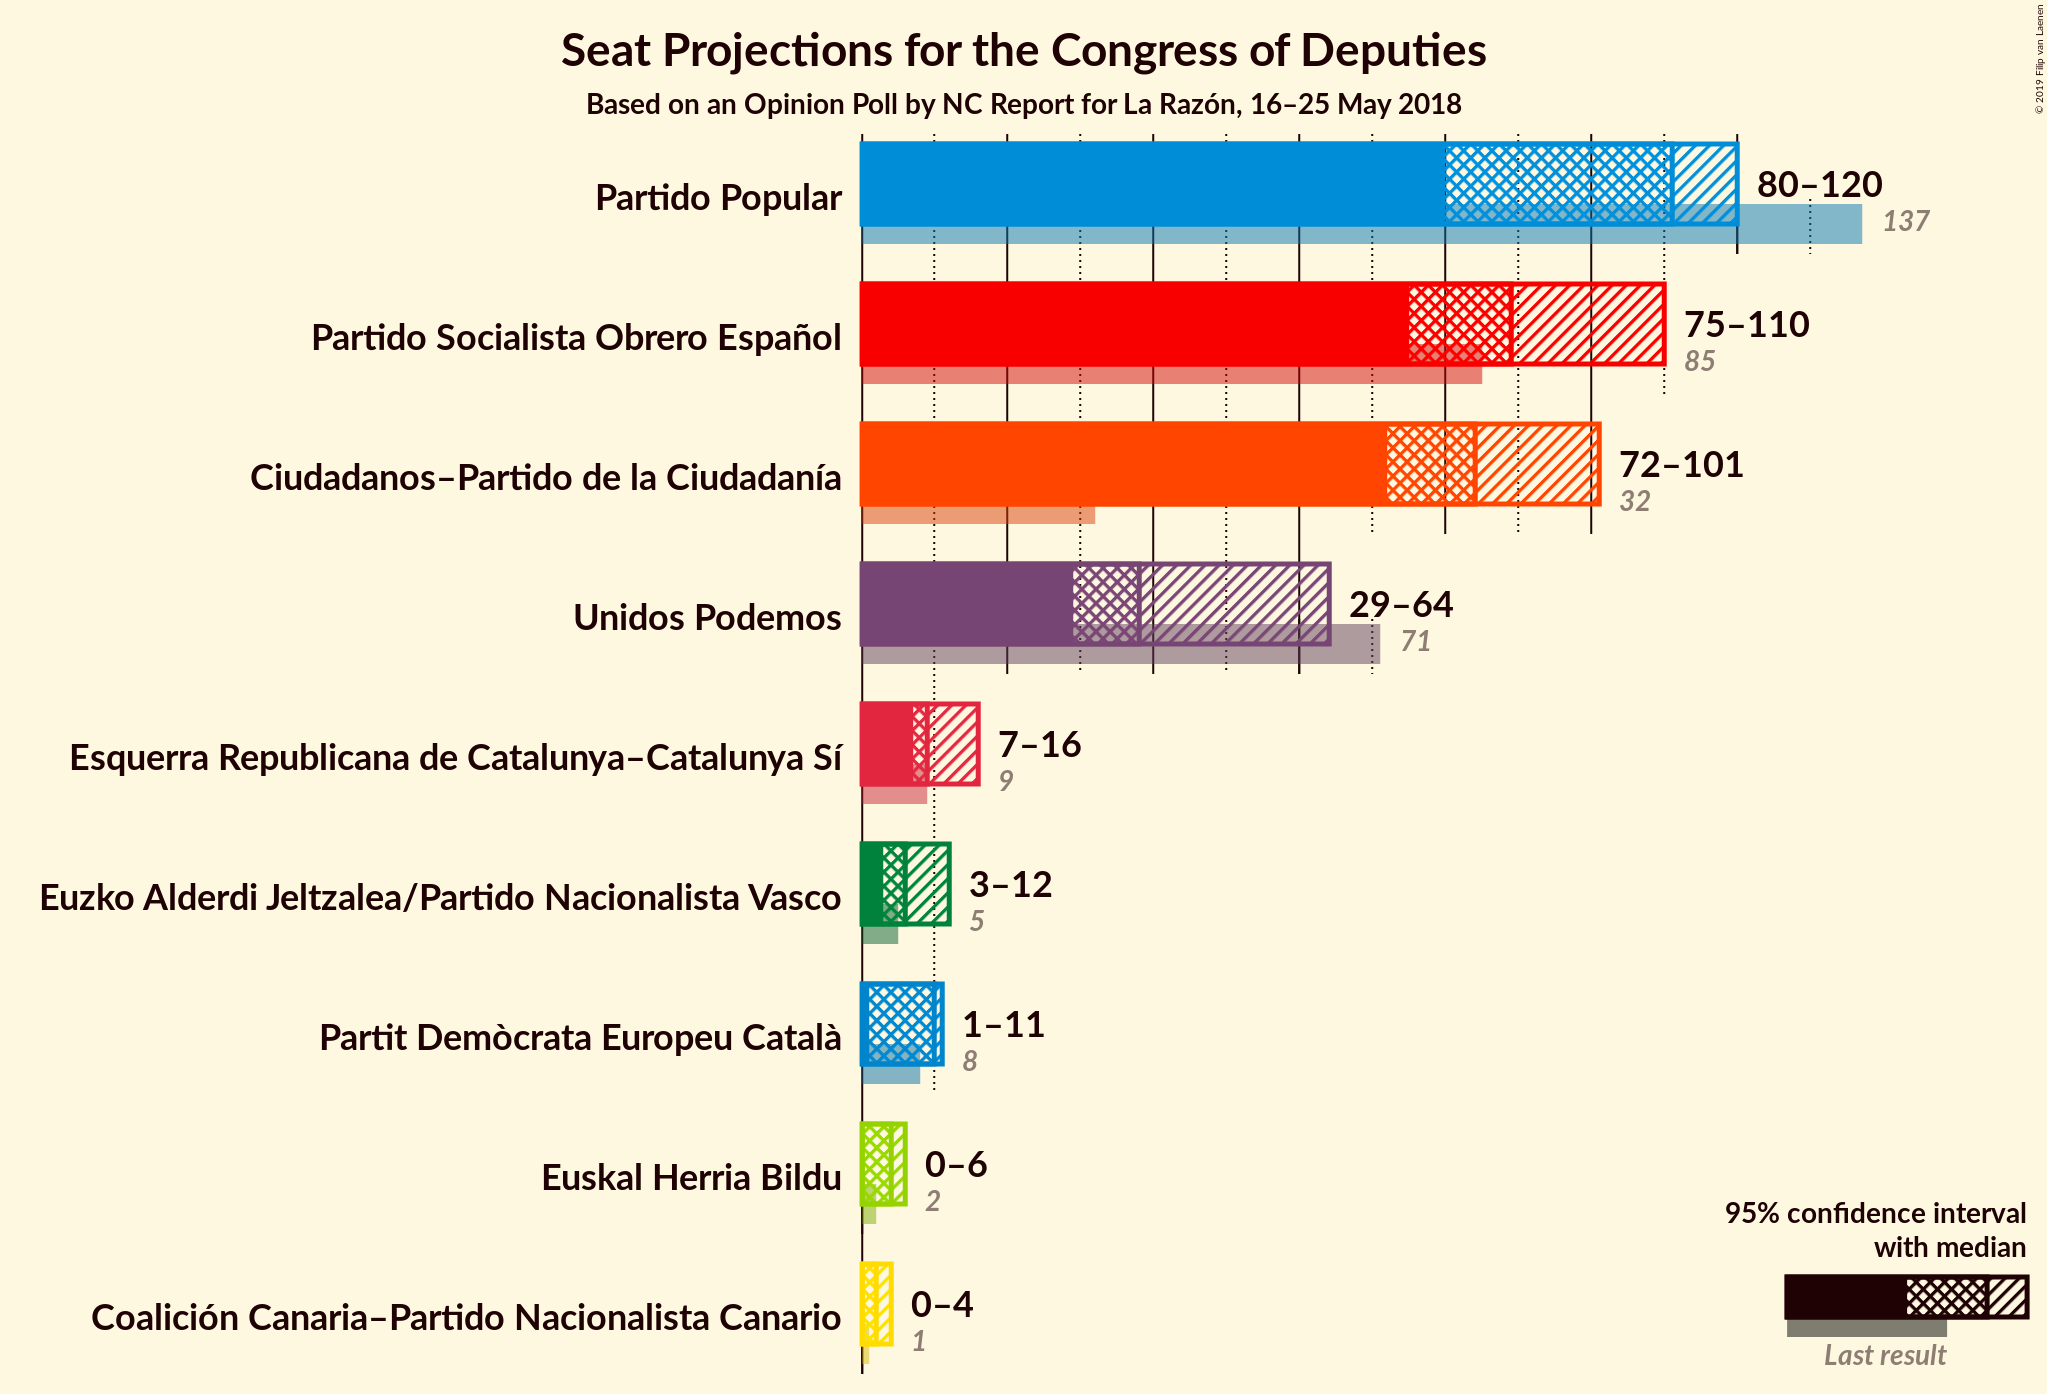 Seat Projections for the Congress of Deputies
Based on an Opinion Poll by NC Report for La Razón, 16–25 May 2018
© 2019 Filip van Laenen
Partido Popular
80–120
137
Partido Socialista Obrero Español
75–110
85
Ciudadanos–Partido de la Ciudadanía
72–101
32
Unidos Podemos
29–64
71
Esquerra Republicana de Catalunya–Catalunya Sí
7–16
9
Euzko Alderdi Jeltzalea/Partido Nacionalista Vasco
3–12
5
Partit Demòcrata Europeu Català
1–11
8
Euskal Herria Bildu
0–6
2
Coalición Canaria–Partido Nacionalista Canario
0–4
1
95% confidence interval
with median
Last result